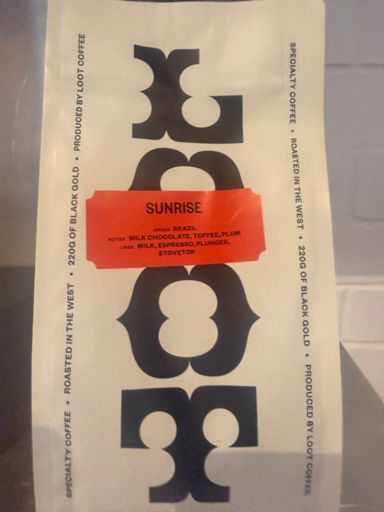 LOOT
SPECIALTY COFFEE • ROASTED IN THE WEST • 220G OF BLACK GOLD • PRODUCED BY LOOT COFFEE
SUNRISE
ORIGIN BRAZIL
NOTES MILK CHOCOLATE, TOFFEE, PLUM
USES MILK, ESPRESSO, PLUNGER,
STOVETOP
SPECIALTY COFFEE • ROASTED IN THE WEST • 220G OF BLACK GOLD • PRODUCED BY LOOT COFFEE